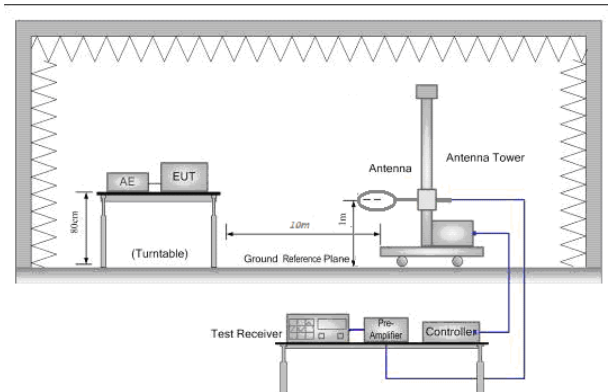 Antenna
Antenna Tower
AE
EUT
80cm
1m
10m
(Turntable)
Ground Reference Plane
Test Receiver
Pre-
Amplifier
Controller